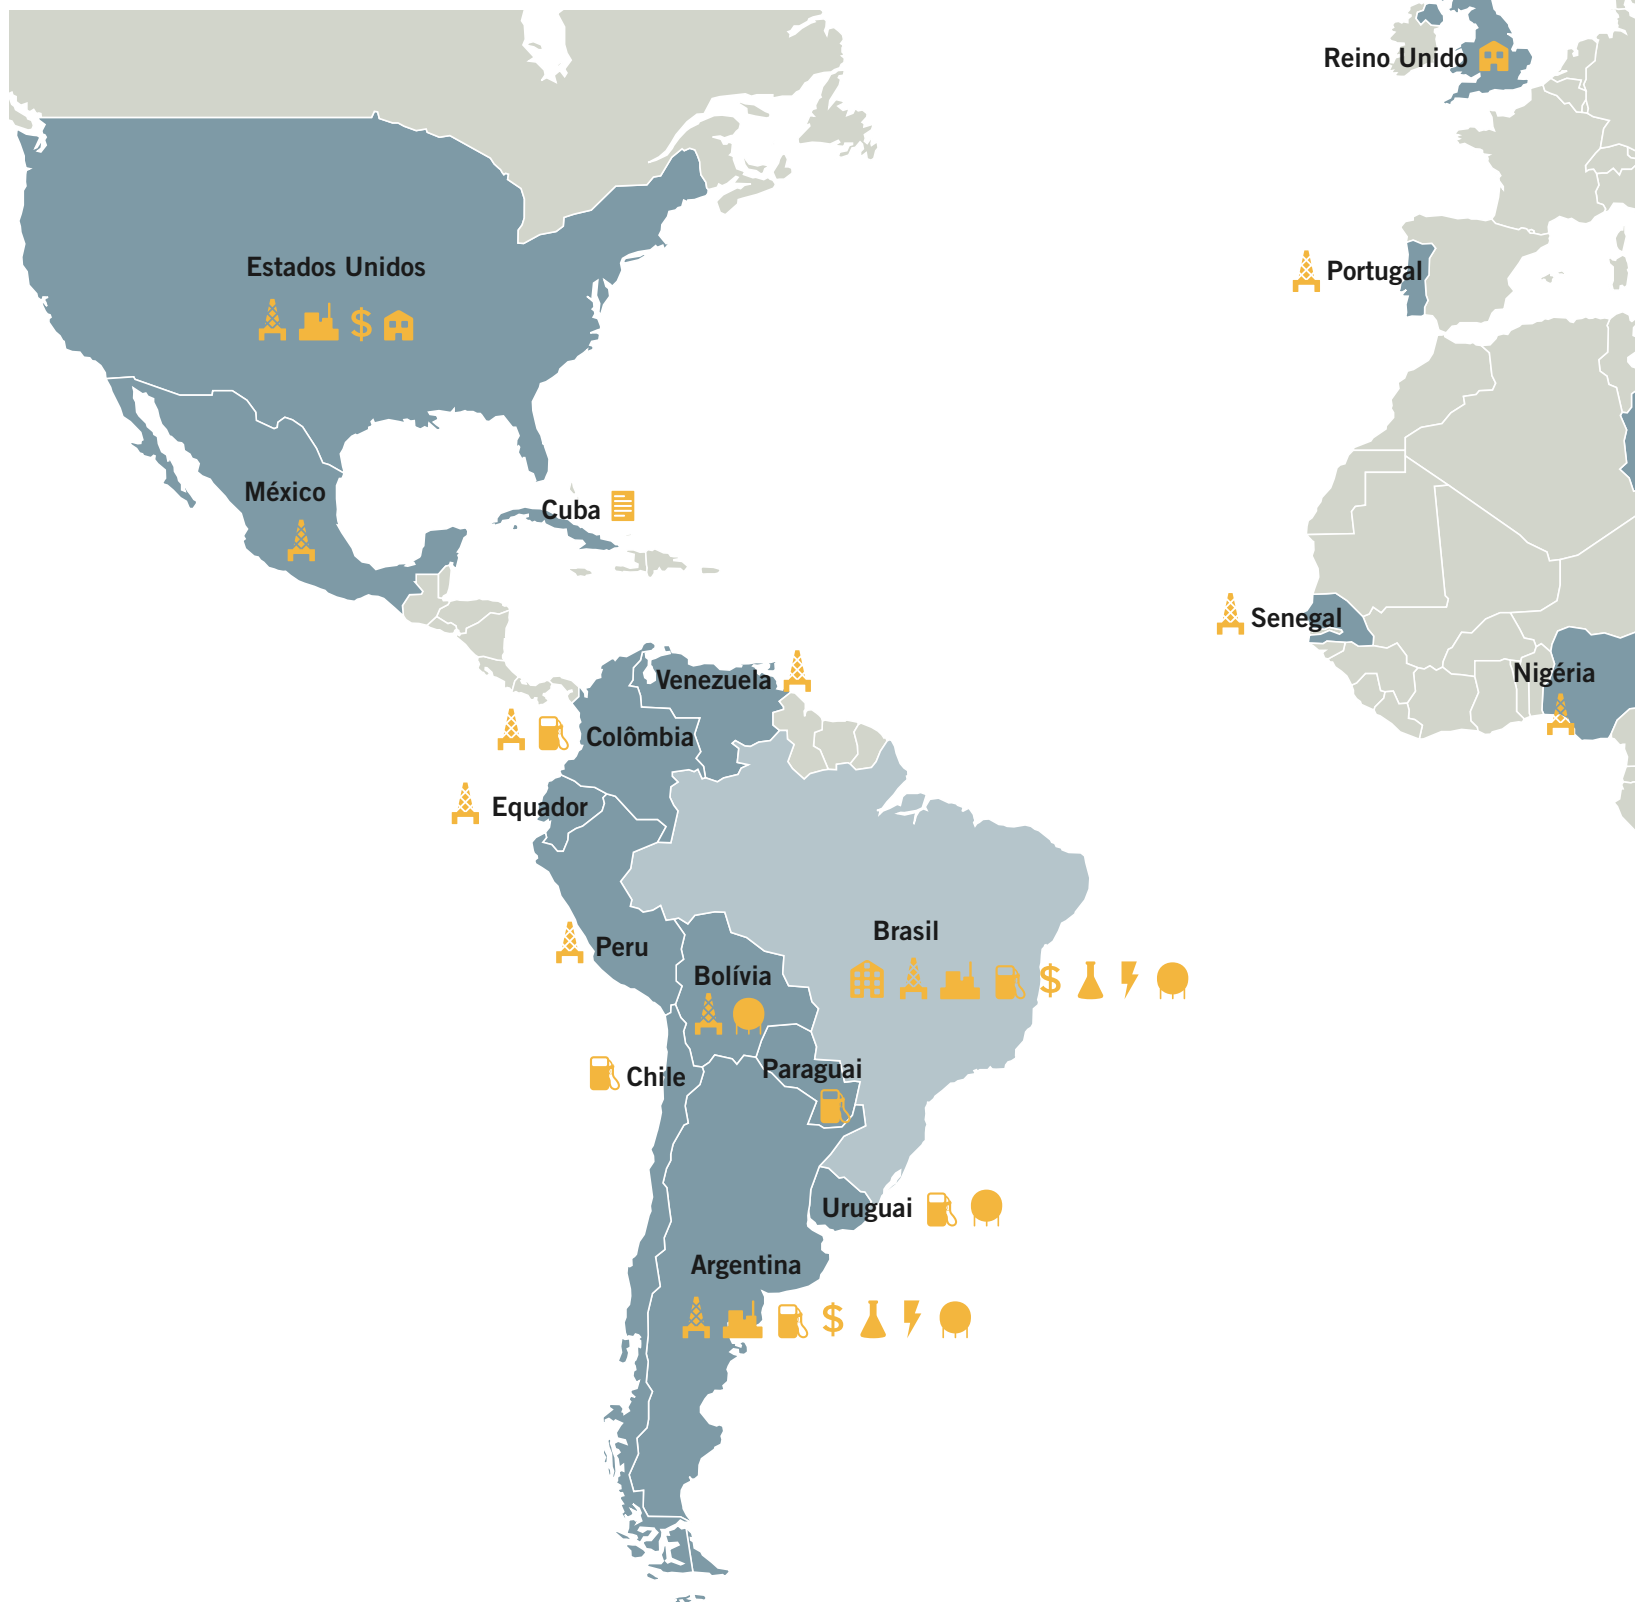 Reino Unido
Estados Unidos
$
Portugal
México
Cuba
Senegal
Nigéria
Venezuela
Colômbia
Equador
Brasil
Peru
Bolívia
$
Paraguai
Chile
Uruguai
Argentina
$